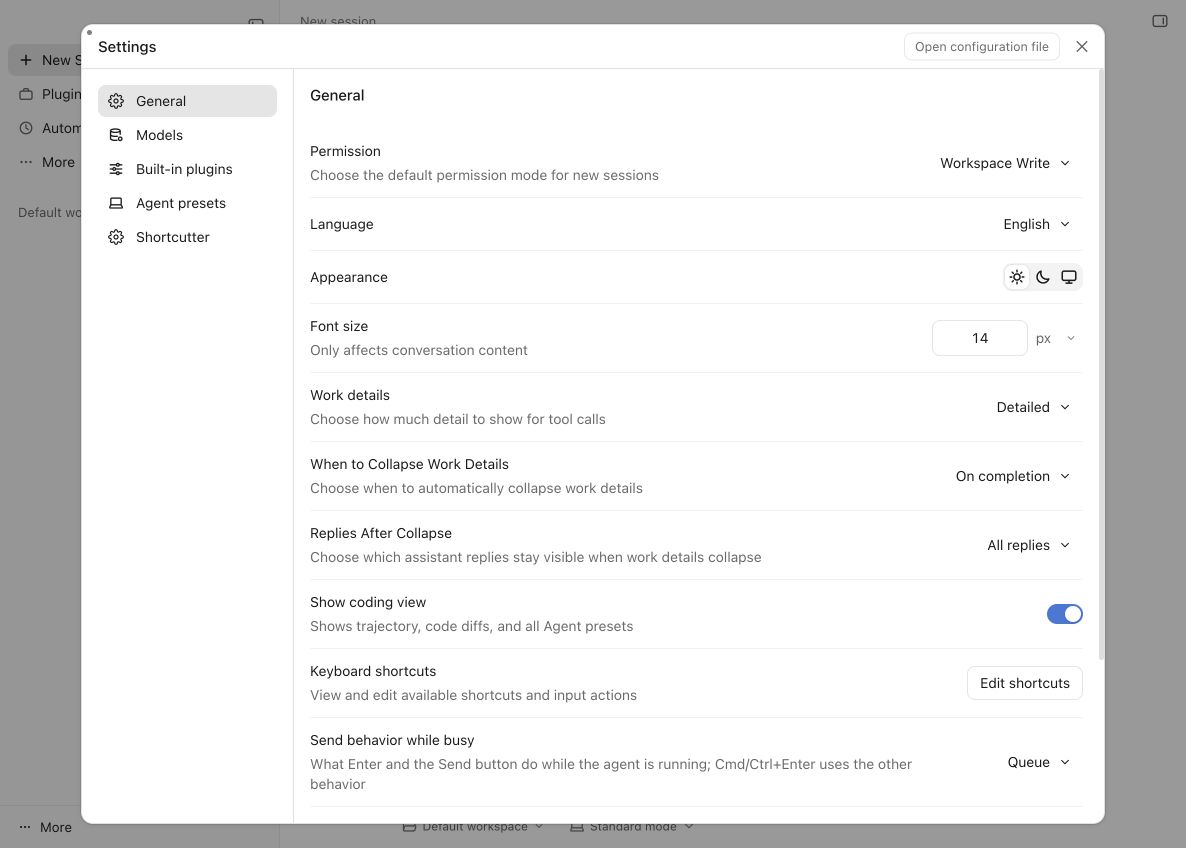 New session
Settings
Open configuration file
New S
Plugin
Autom
More
Default wo
General
Models
Built-in plugins
Agent presets
Shortcutter
General
Permission
Choose the default permission mode for new sessions
Workspace Write
Language
English
Appearance
Font size
Only affects conversation content
14
px
Work details
Choose how much detail to show for tool calls
Detailed
When to Collapse Work Details
Choose when to automatically collapse work details
On completion
Replies After Collapse
Choose which assistant replies stay visible when work details collapse
All replies
Show coding view
Shows trajectory, code diffs, and all Agent presets
Keyboard shortcuts
View and edit available shortcuts and input actions
Edit shortcuts
Send behavior while busy
What Enter and the Send button do while the agent is running; Cmd/Ctrl+Enter uses the other
behavior
Queue
More
Default workspace
Standard mode